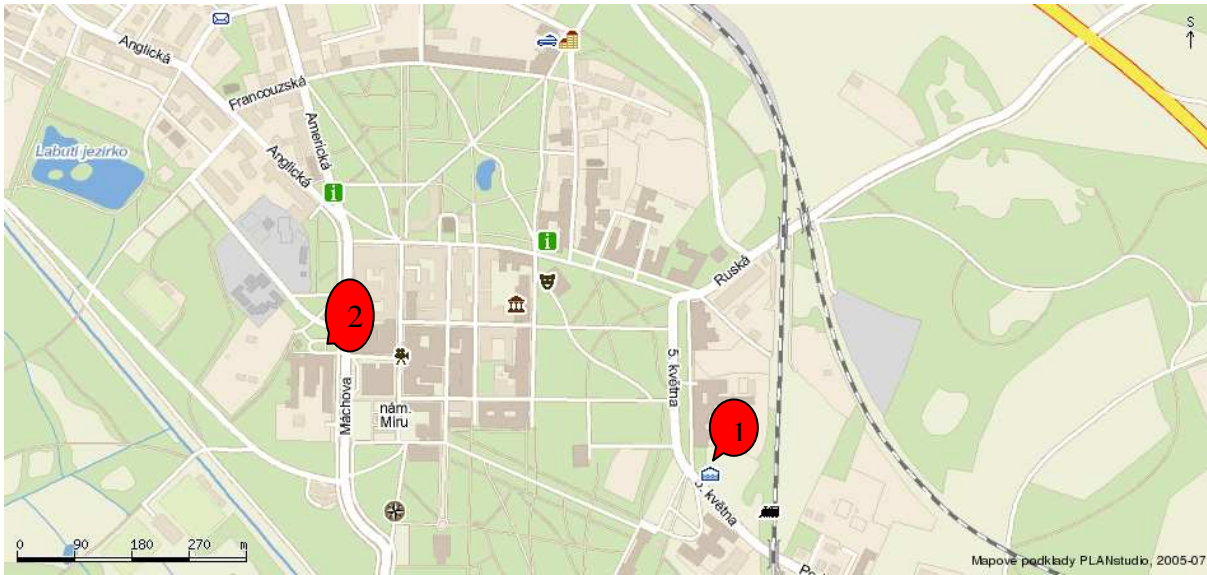 Anglická
S
Francouzská
Americká
Labutí jezírko
Anglická
i
i
Ruská
2
5. května
nám.
Míru
Máchova
1
května
0 90 180 270 m
Mapové podklady PLANstudio, 2005-07